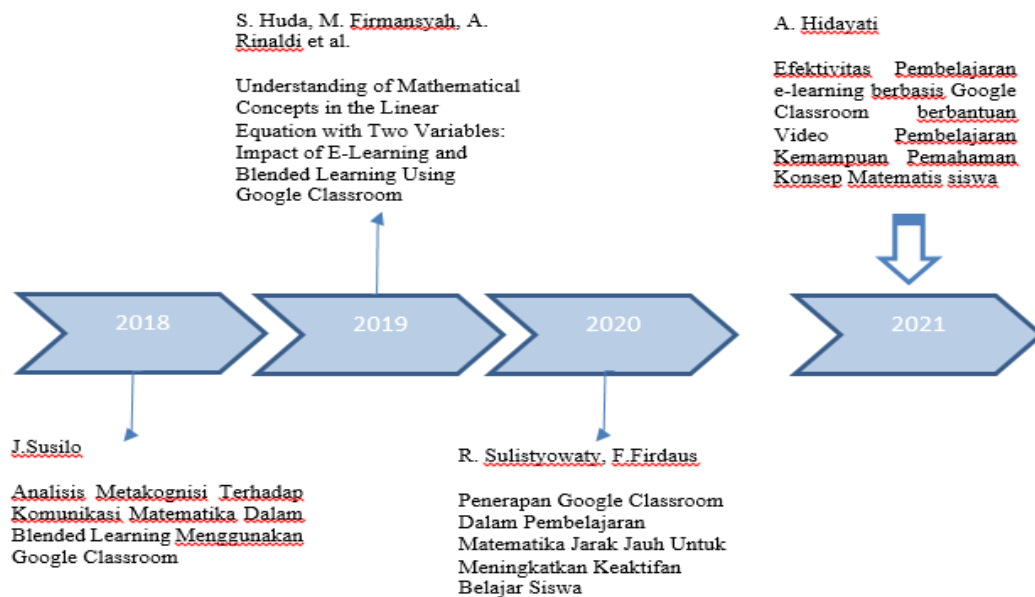 S. Huda, M. Firmansyah, A.
Rinaldi et al.
Understanding of Mathematical
Concepts in the Linear
Equation with Two Variables:
Impact of E-Learning and
Blended Learning Using
Google Classroom
A. Hidayati
Efektivitas Pembelajaran
e-learning berbasis Google
Classroom berbantuan
Video Pembelajaran
Kemampuan Pemahaman
Konsep Matematis siswa
2018
2019
2020
2021
J.Susilo
Analisis Metakognisi Terhadap
Komunikasi Matematika Dalam
Blended Learning Menggunakan
Google Classroom
R. Sulistyowaty, F.Firdaus
Penerapan Google Classroom
Dalam Pembelajaran
Matematika Jarak Jauh Untuk
Meningkatkan Keaktifan
Belajar Siswa